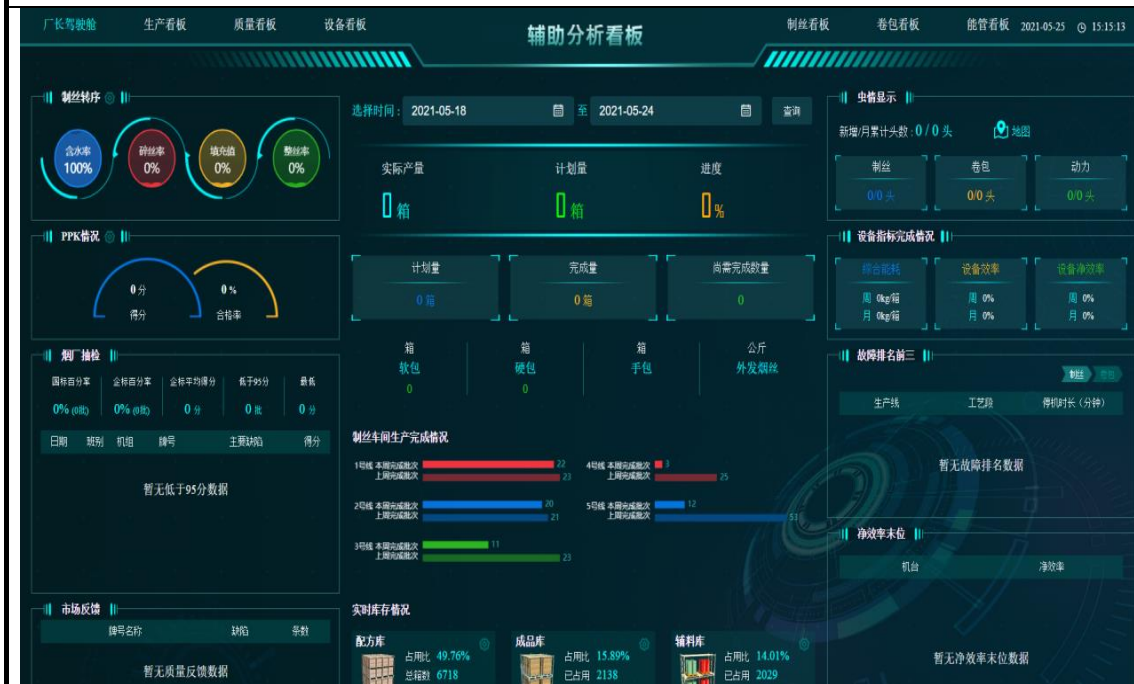 厂长驾驶舱 生产看板 质量看板 设备看板 辅助分析看板 制丝看板 卷包看板 能管看板 2021-05-25 15:15:13
制丝转序
含水率 100%
碎丝率 0%
填充值 0%
整丝率 0%
PPK情况
0 分 得分
0 % 合格率
烟厂抽检
国标百分率 企标百分率 企标平均得分 低于95分 最低
0% (0批) 0% (0批) 0 分 0 批 0 分
日期 班别 机组 牌号 主要缺陷 得分
暂无低于95分数据
市场反馈
牌号名称 缺陷 条数
暂无质量反馈数据
选择时间: 2021-05-18 至 2021-05-24 查询
实际产量 计划量 进度
0 箱 0 箱 0 %
计划量 完成量 尚需完成数量
0 箱 0 箱 0
箱 箱 箱 公斤
软包 硬包 手包 外发烟丝
0 0
制丝车间生产完成情况
1号线 本周完成批次 22
上周完成批次 23
2号线 本周完成批次 20
上周完成批次 21
3号线 本周完成批次 11
上周完成批次 23
4号线 本周完成批次 3
上周完成批次 25
5号线 本周完成批次 12
上周完成批次 53
实时库存情况
配方库
占用比 49.76%
总箱数 6718
成品库
占用比 15.89%
已占用 2138
辅料库
占用比 14.01%
已占用 2029
虫情显示
新增/月累计头数: 0 / 0 头 地图
制丝 卷包 动力
0/0 头 0/0 头 0/0 头
设备指标完成情况
综合能耗 设备效率 设备净效率
周 0kg/箱 周 0% 周 0%
月 0kg/箱 月 0% 月 0%
故障排名前三
制丝 卷包
生产线 工艺段 停机时长（分钟）
暂无故障排名数据
净效率末位
机台 净效率
暂无净效率末位数据